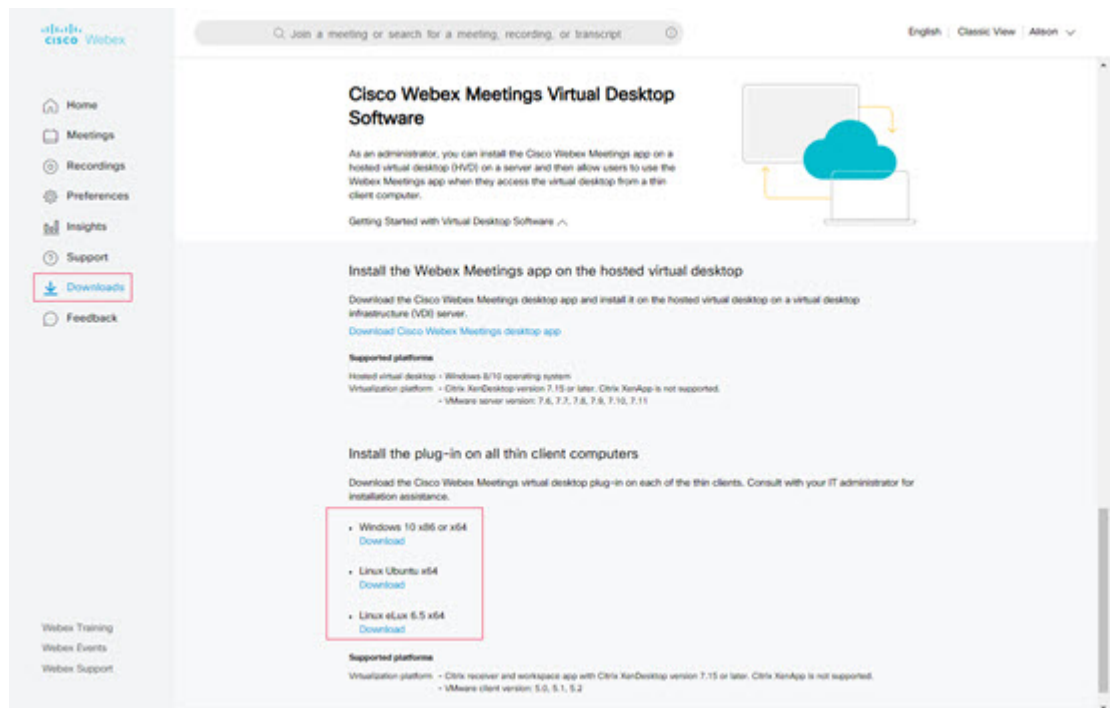 CISCO Webex
Join a meeting or search for a meeting, recording, or transcript
English | Classic View | Alison
Home
Meetings
Recordings
Preferences
Insights
Support
Downloads
Feedback
Webex Training
Webex Events
Webex Support
Cisco Webex Meetings Virtual Desktop
Software
As an administrator, you can install the Cisco Webex Meetings app on a
hosted virtual desktop (HVD) on a server and then allow users to use the
Webex Meetings app when they access the virtual desktop from a thin
client computer.
Getting Started with Virtual Desktop Software
Install the Webex Meetings app on the hosted virtual desktop
Download the Cisco Webex Meetings desktop app and install it on the hosted virtual desktop on a virtual desktop
infrastructure (VDI) server.
Download Cisco Webex Meetings desktop app
Supported platforms
Hosted virtual desktop - Windows 8/10 operating system
Virtualization platform - Citrix XenDesktop version 7.15 or later. Citrix XenApp is not supported.
- VMware server version: 7.6, 7.7, 7.8, 7.9, 7.10, 7.11
Install the plug-in on all thin client computers
Download the Cisco Webex Meetings virtual desktop plug-in on each of the thin clients. Consult with your IT administrator for
installation assistance.
• Windows 10 x86 or x64
Download
• Linux Ubuntu x64
Download
• Linux eLux 6.5 x64
Download
Supported platforms
Virtualization platform - Citrix receiver and workspace app with Citrix XenDesktop version 7.15 or later. Citrix XenApp is not supported.
- VMware client version: 5.0, 5.1, 5.2